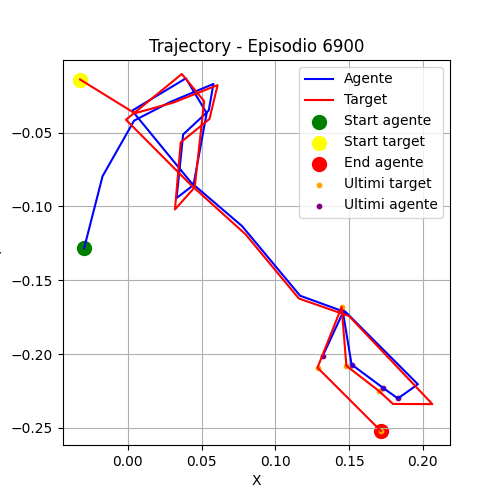 Trajectory - Episodio 6900
Agente
Target
Start agente
Start target
End agente
Ultimi target
Ultimi agente
−0.05
−0.10
−0.15
−0.20
−0.25
0.00
0.05
0.10
0.15
0.20
X